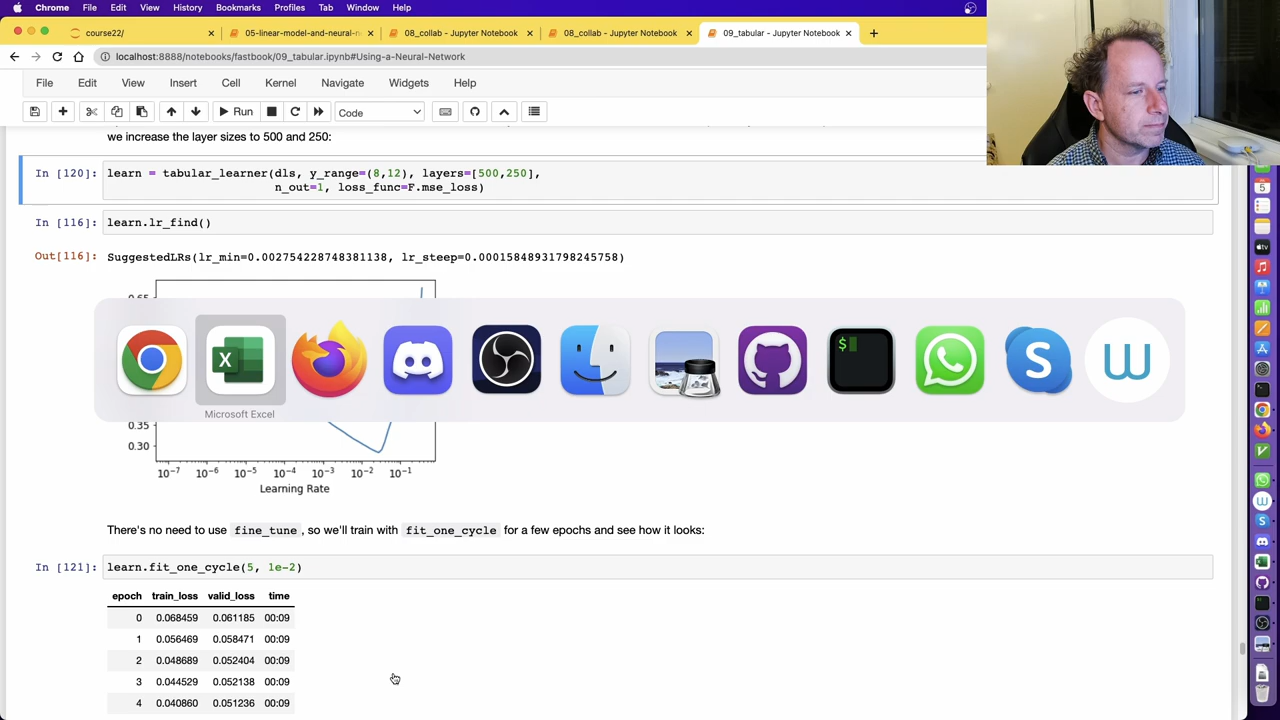 Chrome File Edit View History Bookmarks Profiles Tab Window Help
course22/ 05-linear-model-and-neural-n 08_collab - Jupyter Notebook 08_collab - Jupyter Notebook 09_tabular - Jupyter Notebook
localhost:8888/notebooks/fastbook/09_tabular.ipynb#Using-a-Neural-Network
File Edit View Insert Cell Kernel Navigate Widgets Help
Run Code
we increase the layer sizes to 500 and 250:
In [120]: learn = tabular_learner(dls, y_range=(8,12), layers=[500,250],
n_out=1, loss_func=F.mse_loss)
In [116]: learn.lr_find()
Out[116]: SuggestedLRs(lr_min=0.002754228748381138, lr_steep=0.00015848931798245758)
X $ S W
Microsoft Excel
0.35
0.30
10-7 10-6 10-5 10-4 10-3 10-2 10-1
Learning Rate
There's no need to use fine_tune, so we'll train with fit_one_cycle for a few epochs and see how it looks:
In [121]: learn.fit_one_cycle(5, 1e-2)
epoch train_loss valid_loss time
0 0.068459 0.061185 00:09
1 0.056469 0.058471 00:09
2 0.048689 0.052404 00:09
3 0.044529 0.052138 00:09
4 0.040860 0.051236 00:09